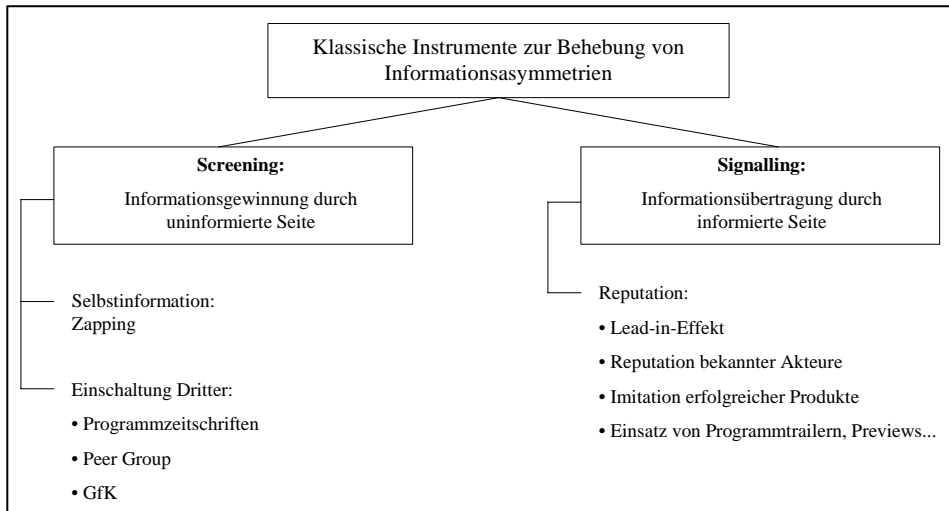 Klassische Instrumente zur Behebung von
Informationsasymmetrien
Screening:
Informationsgewinnung durch
uninformierte Seite
Selbstinformation:
Zapping
Einschaltung Dritter:
• Programmzeitschriften
• Peer Group
• GfK
Signalling:
Informationsübertragung durch
informierte Seite
Reputation:
• Lead-in-Effekt
• Reputation bekannter Akteure
• Imitation erfolgreicher Produkte
• Einsatz von Programmtrailern, Previews...